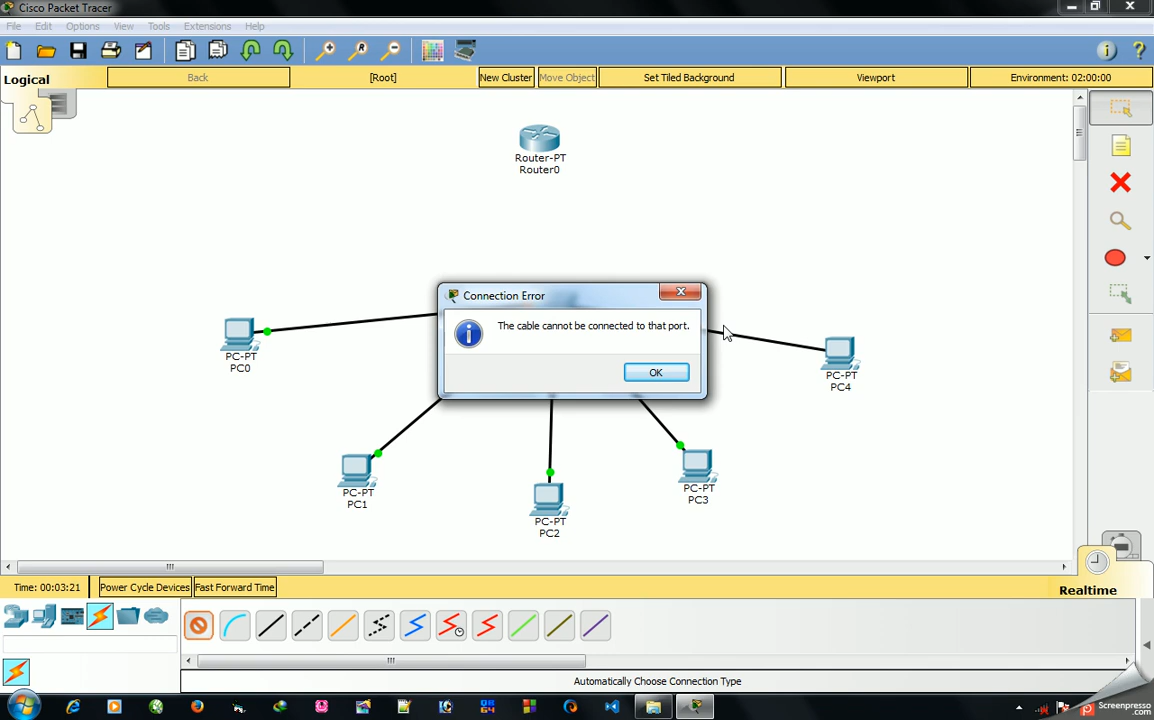 Cisco Packet Tracer
File Edit Options View Tools Extensions Help
Logical
Back
[Root]
New Cluster
Move Object
Set Tiled Background
Viewport
Environment: 02:00:00
Router-PT
Router0
Connection Error
The cable cannot be connected to that port.
OK
PC-PT
PC0
PC-PT
PC4
PC-PT
PC1
PC-PT
PC2
PC-PT
PC3
Time: 00:03:21
Power Cycle Devices
Fast Forward Time
Realtime
Automatically Choose Connection Type
Screenpresso
.com